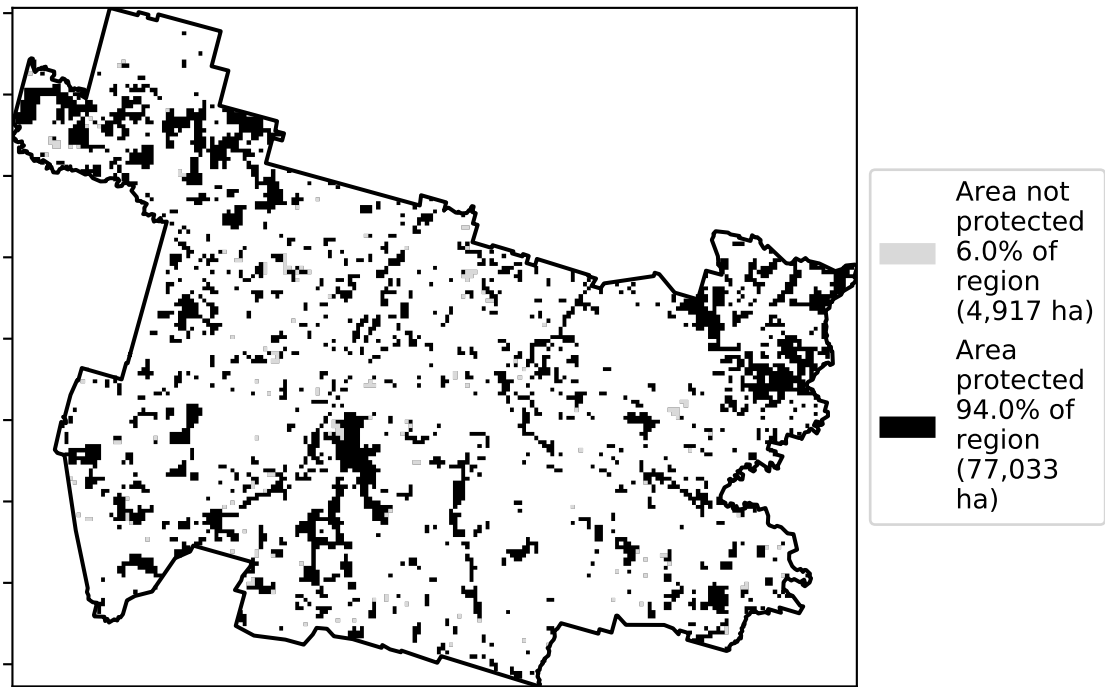 Area not
protected
6.0% of
region
(4,917 ha)
Area
protected
94.0% of
region
(77,033
ha)